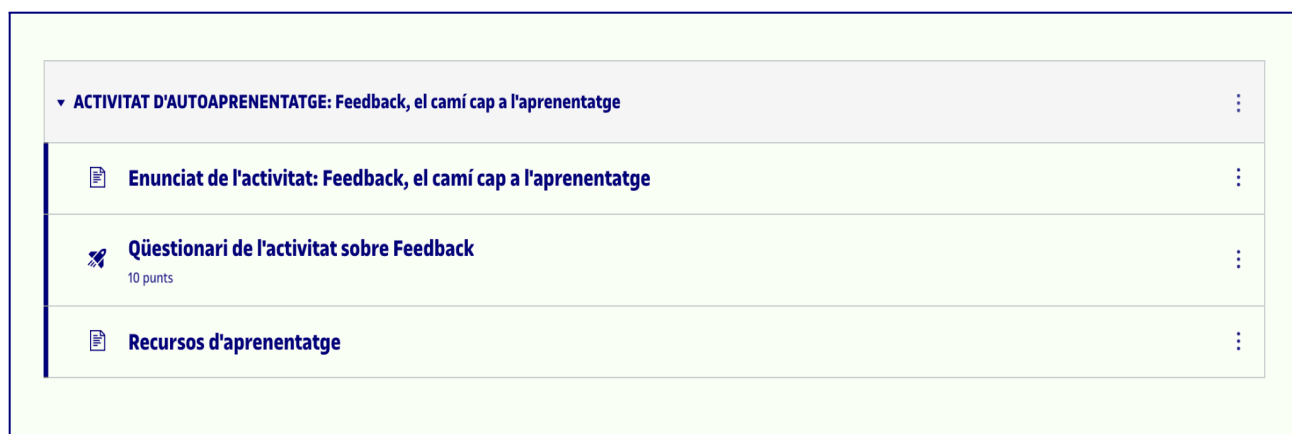 ACTIVITAT D'AUTOAPRENENTATGE: Feedback, el camí cap a l'aprenentatge
Enunciat de l'activitat: Feedback, el camí cap a l'aprenentatge
Qüestionari de l'activitat sobre Feedback
10 punts
Recursos d'aprenentatge